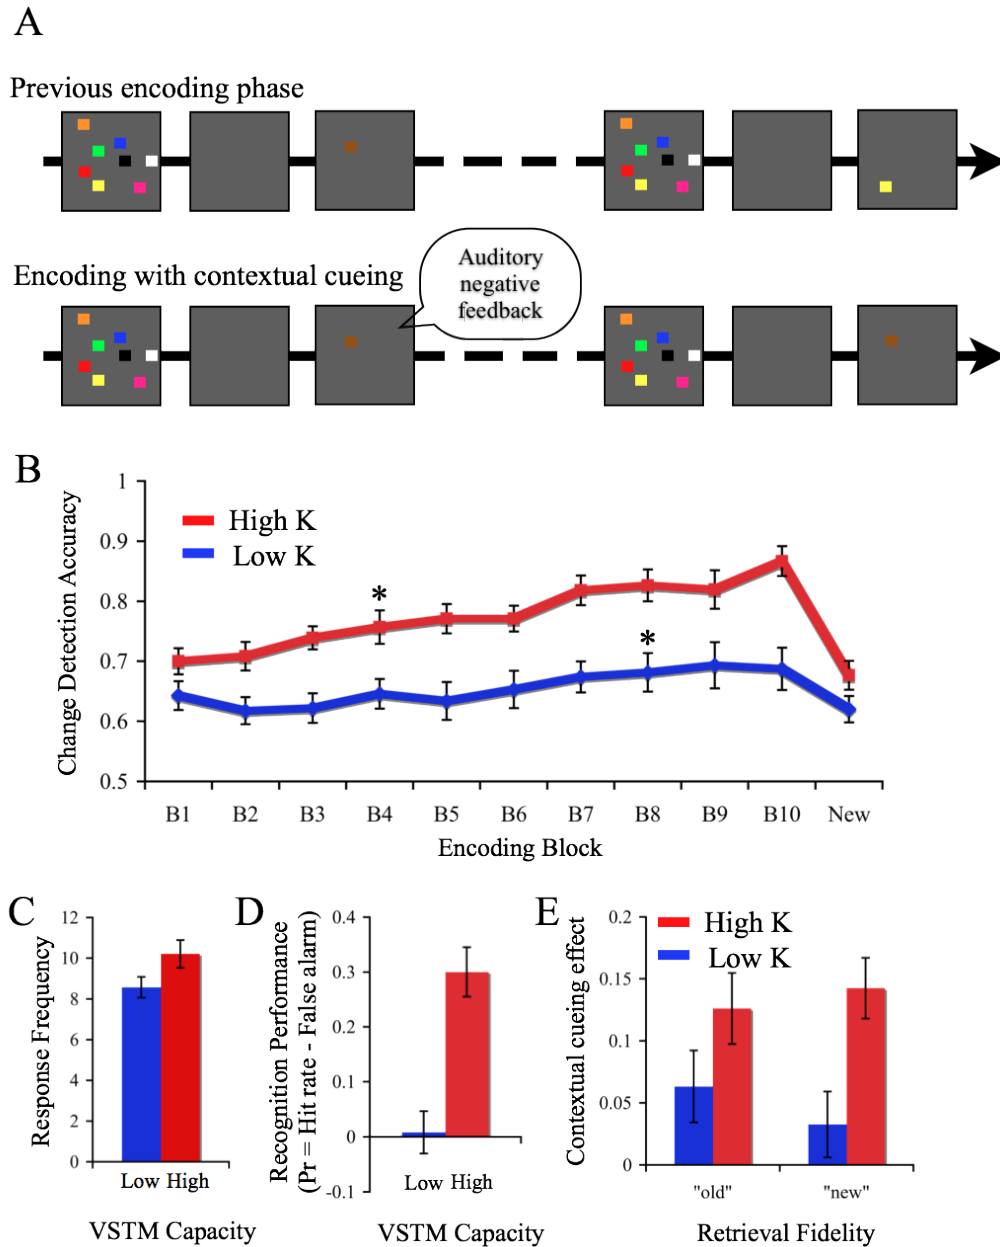 A
Previous encoding phase
Encoding with contextual cueing
Auditory
negative
feedback
B
Change Detection Accuracy
1
0.9
0.8
0.7
0.6
0.5
High K
Low K
*
*
B1 B2 B3 B4 B5 B6 B7 B8 B9 B10 New
Encoding Block
C
Response Frequency
12
10
8
6
4
2
0
Low High
VSTM Capacity
D
Recognition Performance
(Pr = Hit rate - False alarm)
0.4
0.3
0.2
0.1
0
-0.1
Low High
VSTM Capacity
E
Contextual cueing effect
0.2
0.15
0.1
0.05
0
High K
Low K
"old" "new"
Retrieval Fidelity